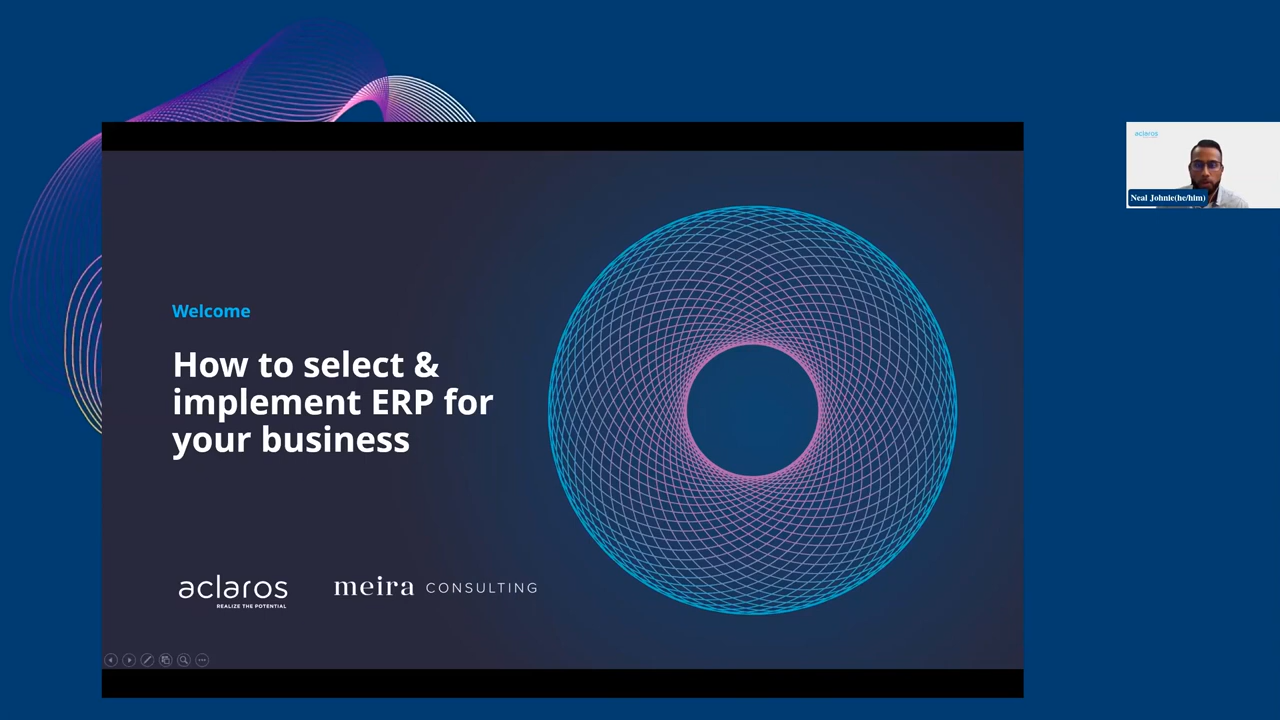 Welcome
How to select &
implement ERP for
your business
aclaros
REALIZE THE POTENTIAL
meira CONSULTING
aclaros
Neal Johnie(he/him)